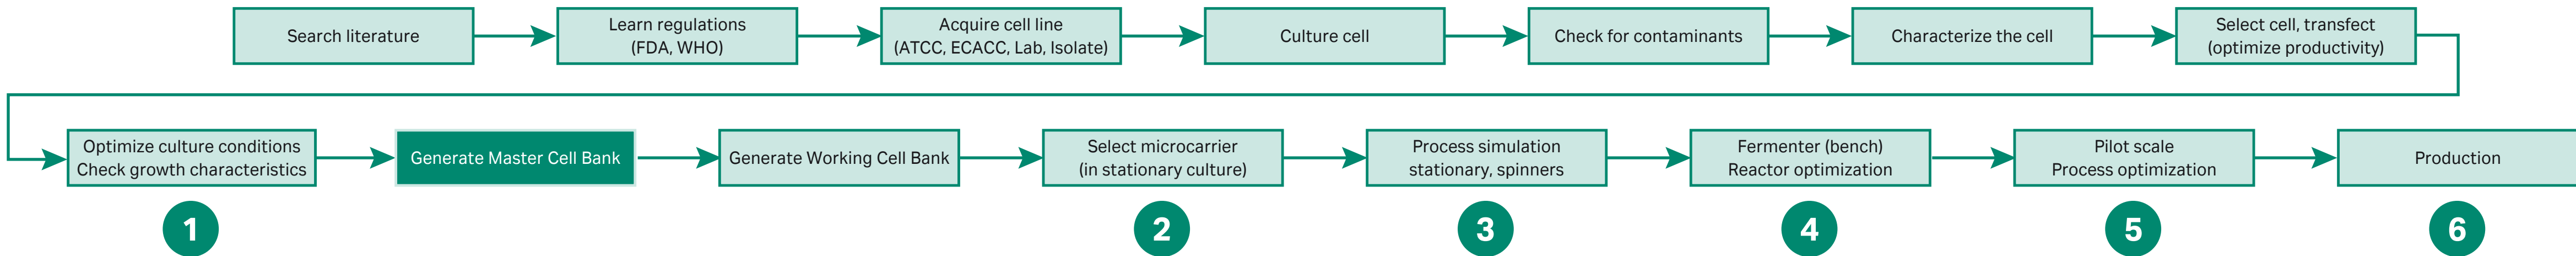 Search literature
Learn regulations
(FDA, WHO)
Acquire cell line
(ATCC, ECACC, Lab, Isolate)
Culture cell
Check for contaminants
Characterize the cell
Select cell, transfect
(optimize productivity)
Optimize culture conditions
Check growth characteristics
Generate Master Cell Bank
Generate Working Cell Bank
Select microcarrier
(in stationary culture)
Process simulation
stationary, spinners
Fermenter (bench)
Reactor optimization
Pilot scale
Process optimization
Production
1
2
3
4
5
6